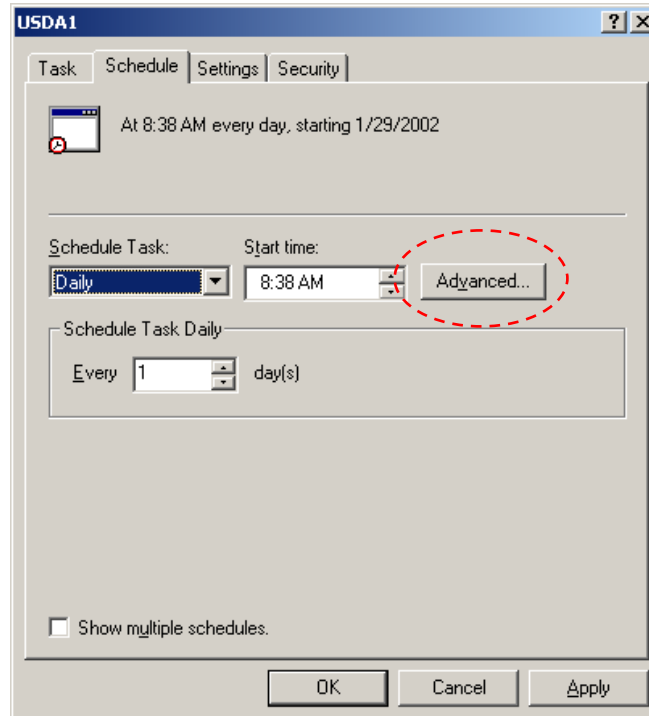 USDA1
Task Schedule Settings Security
At 8:38 AM every day, starting 1/29/2002
Schedule Task: Start time:
Daily 8:38 AM Advanced...
Schedule Task Daily
Every 1 day(s)
Show multiple schedules.
OK Cancel Apply